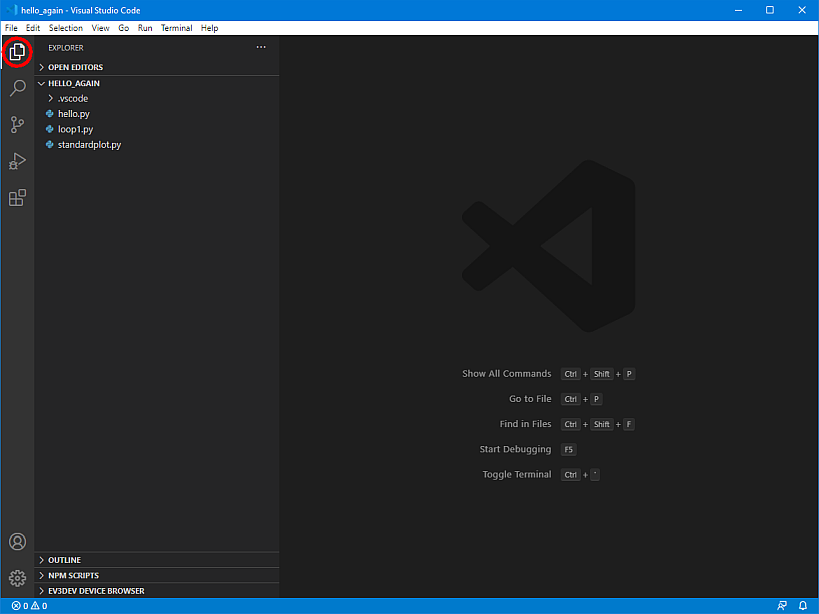 hello_again - Visual Studio Code
File Edit Selection View Go Run Terminal Help
EXPLORER
OPEN EDITORS
HELLO_AGAIN
.vscode
hello.py
loop1.py
standardplot.py
Show All Commands Ctrl + Shift + P
Go to File Ctrl + P
Find in Files Ctrl + Shift + F
Start Debugging F5
Toggle Terminal Ctrl + `
OUTLINE
NPM SCRIPTS
EV3DEV DEVICE BROWSER
0 0